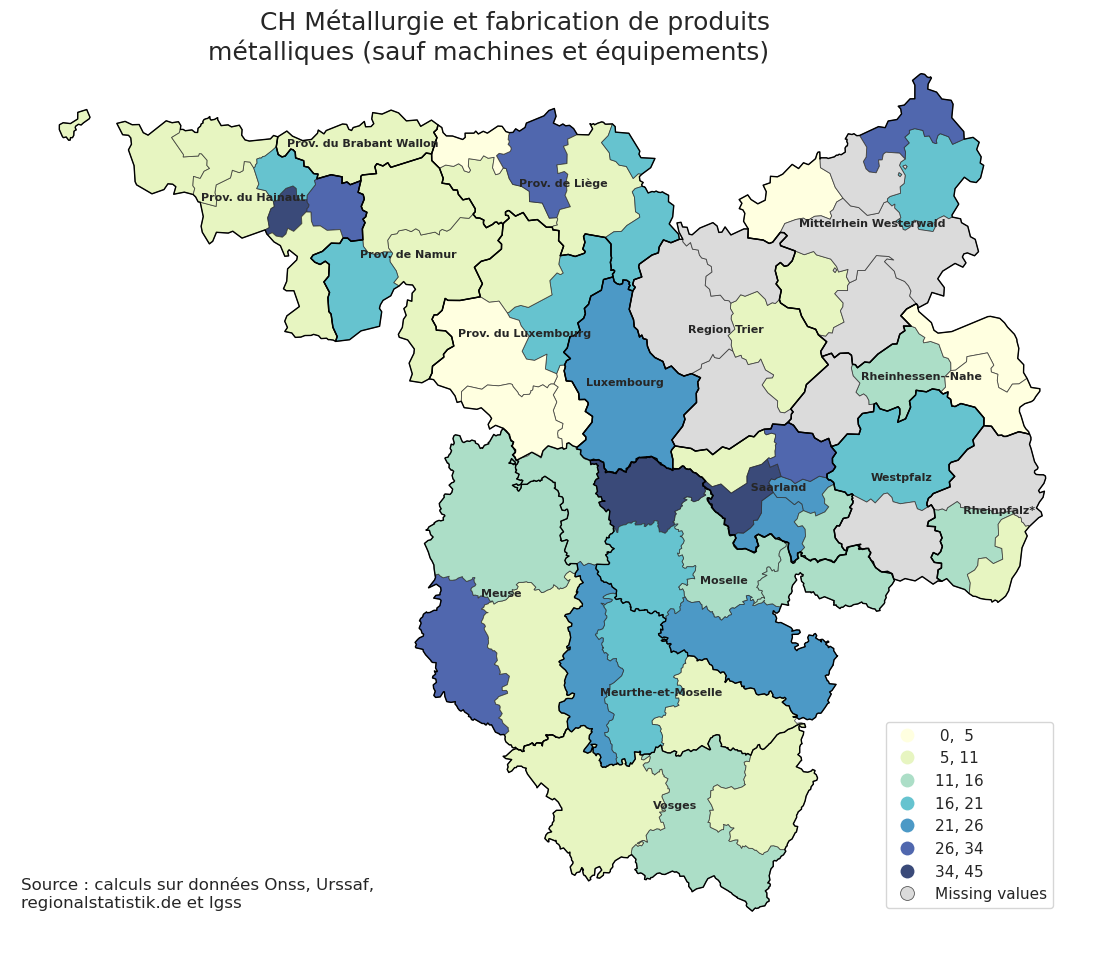 CH Métallurgie et fabrication de produits
métalliques (sauf machines et équipements)
Prov. du Brabant Wallon
Prov. de Liège
Prov. du Hainaut
Mittelrhein Westerwald
Prov. de Namur
Region Trier
Prov. du Luxembourg
Rheinhessen--Nahe
Luxembourg
Westpfalz
Saarland
Rheinpfalz*
Moselle
Meuse
Meurthe-et-Moselle
Vosges
0, 5
5, 11
11, 16
16, 21
21, 26
26, 34
34, 45
Missing values
Source : calculs sur données Onss, Urssaf,
regionalstatistik.de et Igss